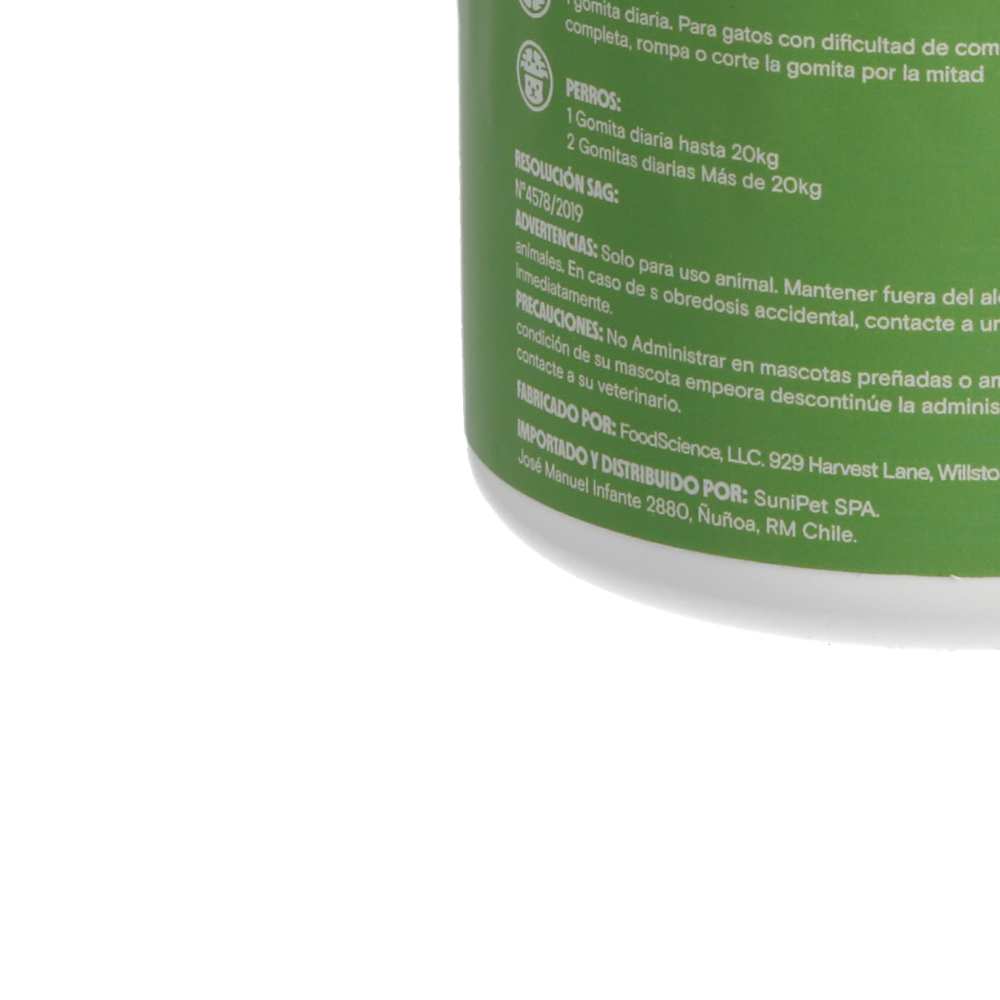 1 gomita diaria. Para gatos con dificultad de com
completa, rompa o corte la gomita por la mitad
PERROS:
1 Gomita diaria hasta 20kg
2 Gomitas diarias Más de 20kg
RESOLUCIÓN SAG:
N°4578/2019
ADVERTENCIAS: Solo para uso animal. Mantener fuera del al
animales. En caso de s obredosis accidental, contacte a un
Inmediatamente.
PRECAUCIONES: No Administrar en mascotas preñadas o an
condición de su mascota empeora descontinúe la adminis
contacte a su veterinario.
FABRICADO POR: FoodScience, LLC. 929 Harvest Lane, Willsto
IMPORTADO Y DISTRIBUIDO POR: SuniPet SPA.
José Manuel Infante 2880, Ñuñoa, RM Chile.